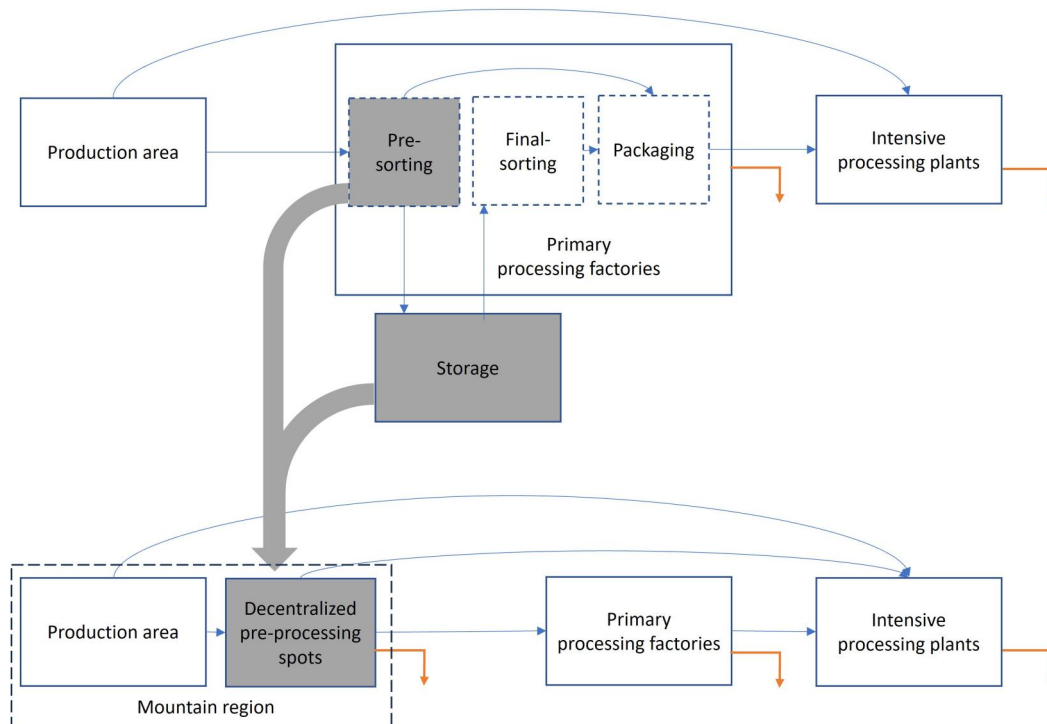 Production area
Pre-
sorting
Final-
sorting
Packaging
Intensive
processing plants
Primary
processing factories
Storage
Production area
Decentralized
pre-processing
spots
Primary
processing factories
Intensive
processing plants
Mountain region